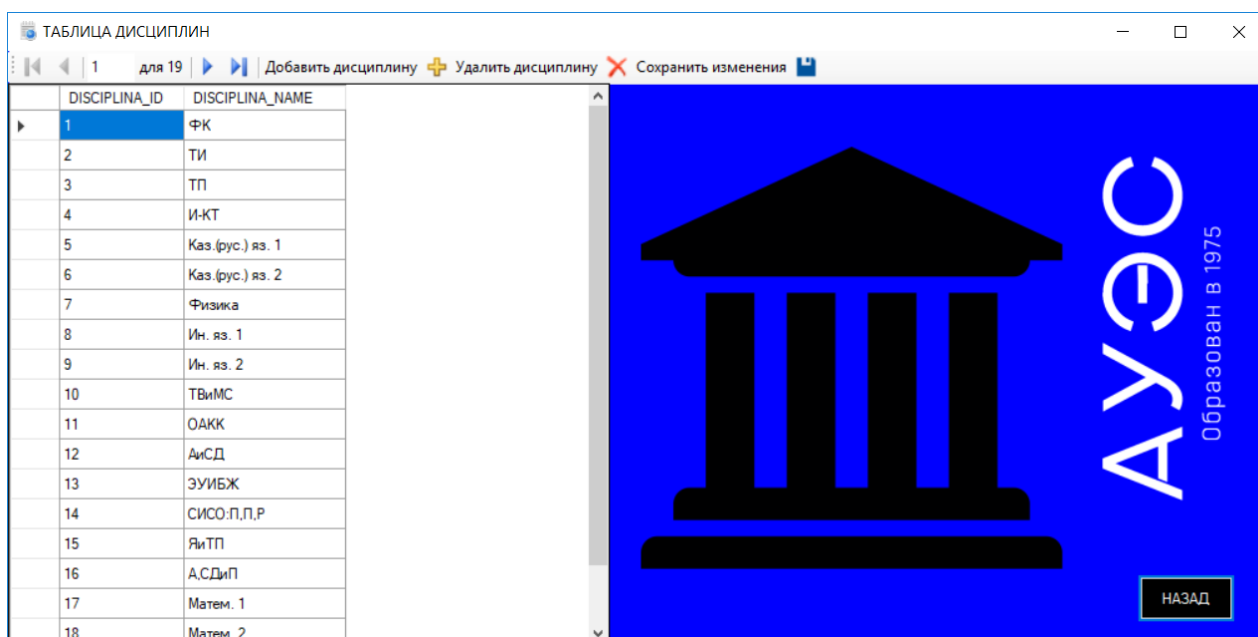 ТАБЛИЦА ДИСЦИПЛИН
1 для 19 Добавить дисциплину Удалить дисциплину Сохранить изменения
DISCIPLINA_ID DISCIPLINA_NAME
1 ФК
2 ТИ
3 ТП
4 И-КТ
5 Каз.(рус.) яз. 1
6 Каз.(рус.) яз. 2
7 Физика
8 Ин. яз. 1
9 Ин. яз. 2
10 ТВиМС
11 ОАКК
12 АиСД
13 ЭУИБЖ
14 СИСО:П,П,Р
15 ЯиТП
16 А,СДиП
17 Матем. 1
18 Матем. 2
АУЭС
Образован в 1975
НАЗАД